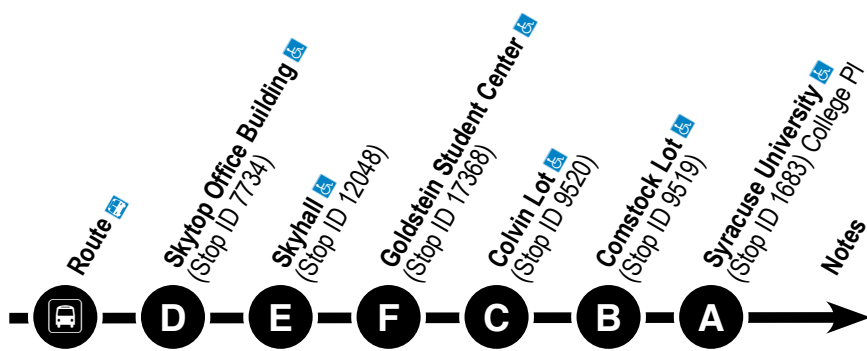 Route
Skytop Office Building
(Stop ID 7734)
Skyhall
(Stop ID 12048)
Goldstein Student Center
(Stop ID 17368)
Colvin Lot
(Stop ID 9520)
Comstock Lot
(Stop ID 9519)
Syracuse University
(Stop ID 1683) College Pl
Notes
D
E
F
C
B
A